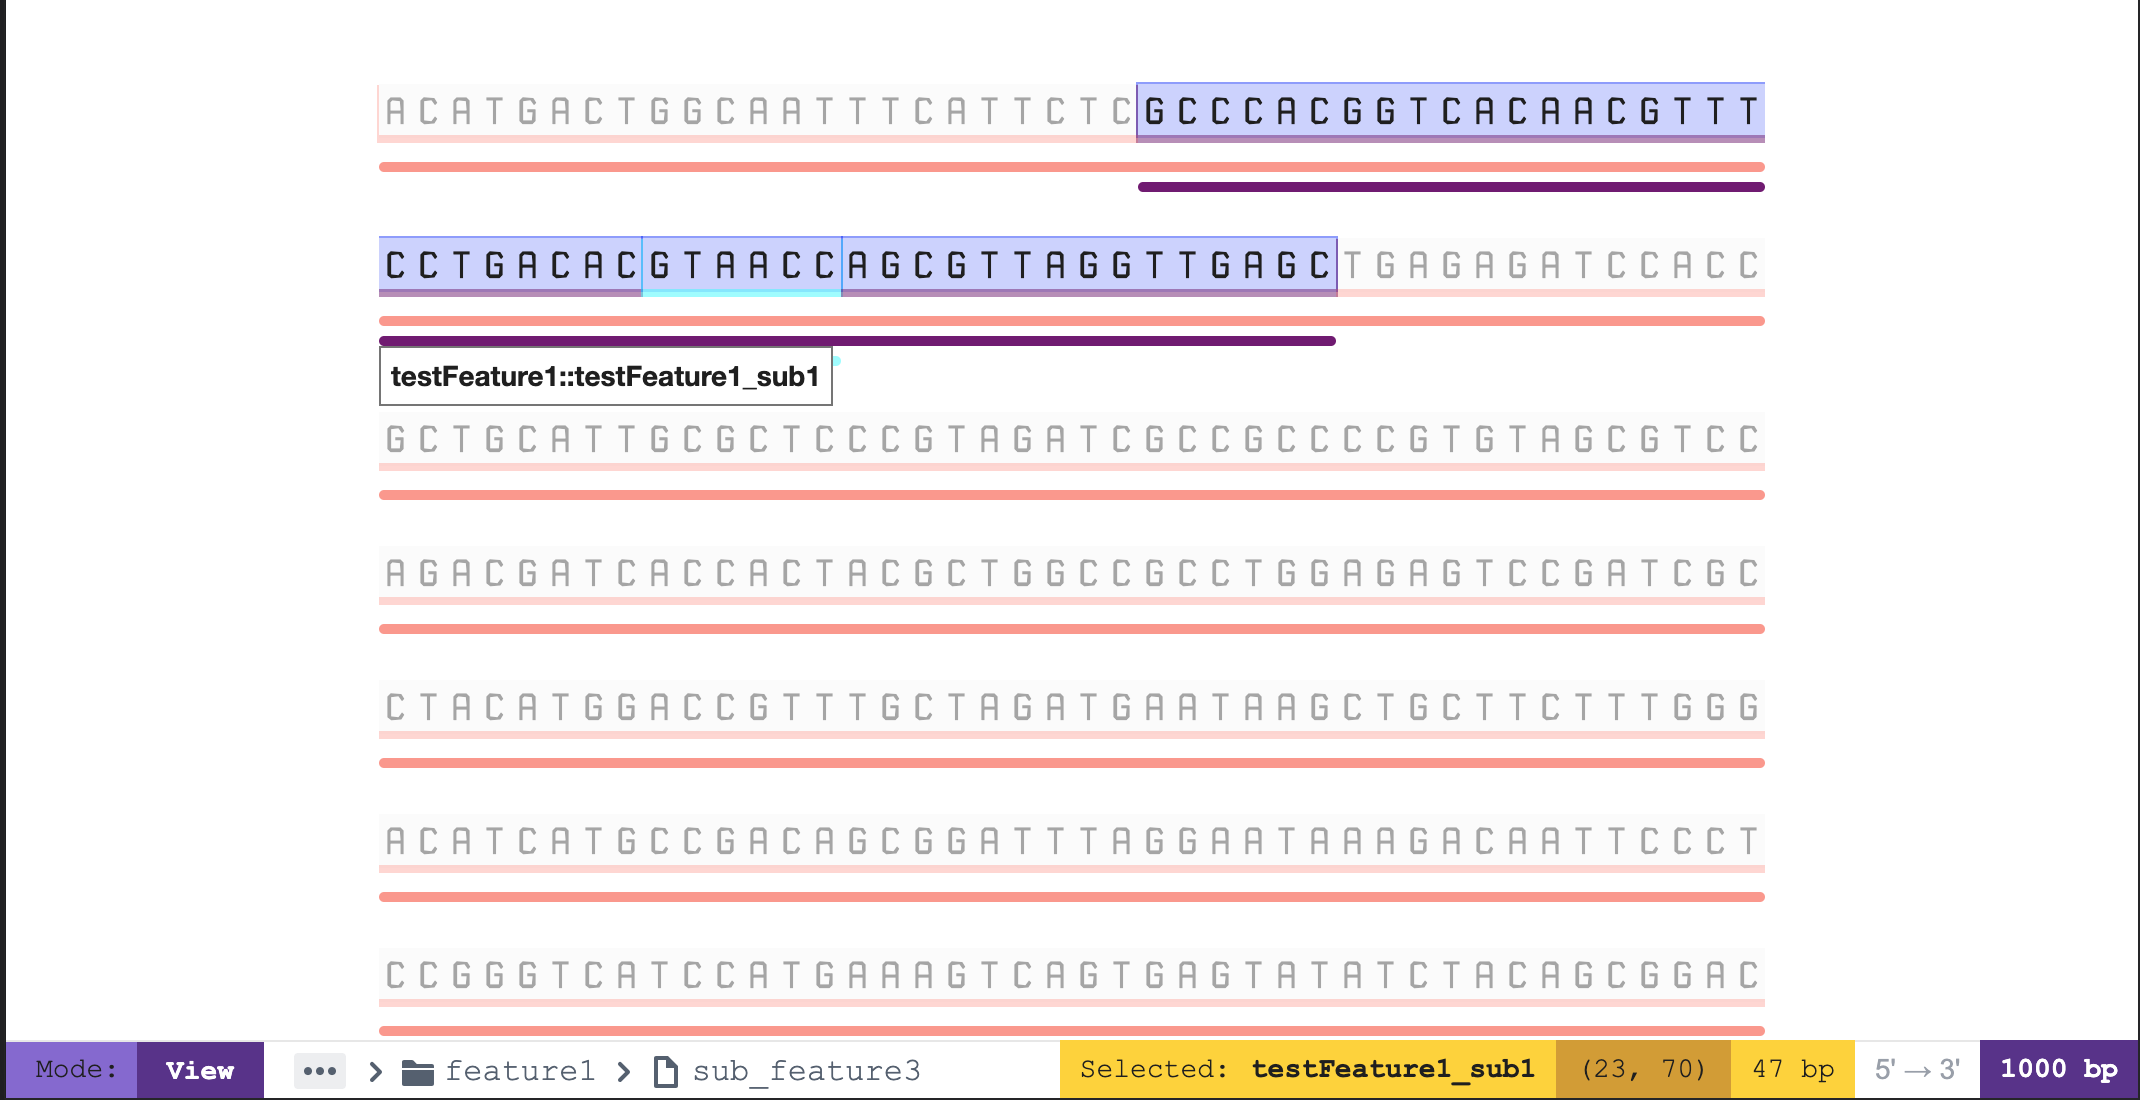 ACATGACTGGCAATTTCATTCTCGCCCACGGTCACAACGTTT
CCTGACACGTAACCAGCGTTAGGTTGAGCTGAGAGATCCACC
testFeature1::testFeature1_sub1
GCTGCATTGCGCTCCCGTAGATCGCCGCCCCGTGTAGCGTCC
AGACGATCACCACTACGCTGGCCGCCTGGAGAGTCCGATCGC
CTACATGGACCGTTTGCTAGATGAATAAGCTGCTTCTTTGGG
ACATCATGCCGACAGCGGATTTAGGAATAAAGACAATTCCCT
CCGGGTCATCCATGAAAGTCAGTGAGTATATCTACAGCGGAC
Mode: View ••• > feature1 > sub_feature3 Selected: testFeature1_sub1 (23, 70) 47 bp 5' → 3' 1000 bp